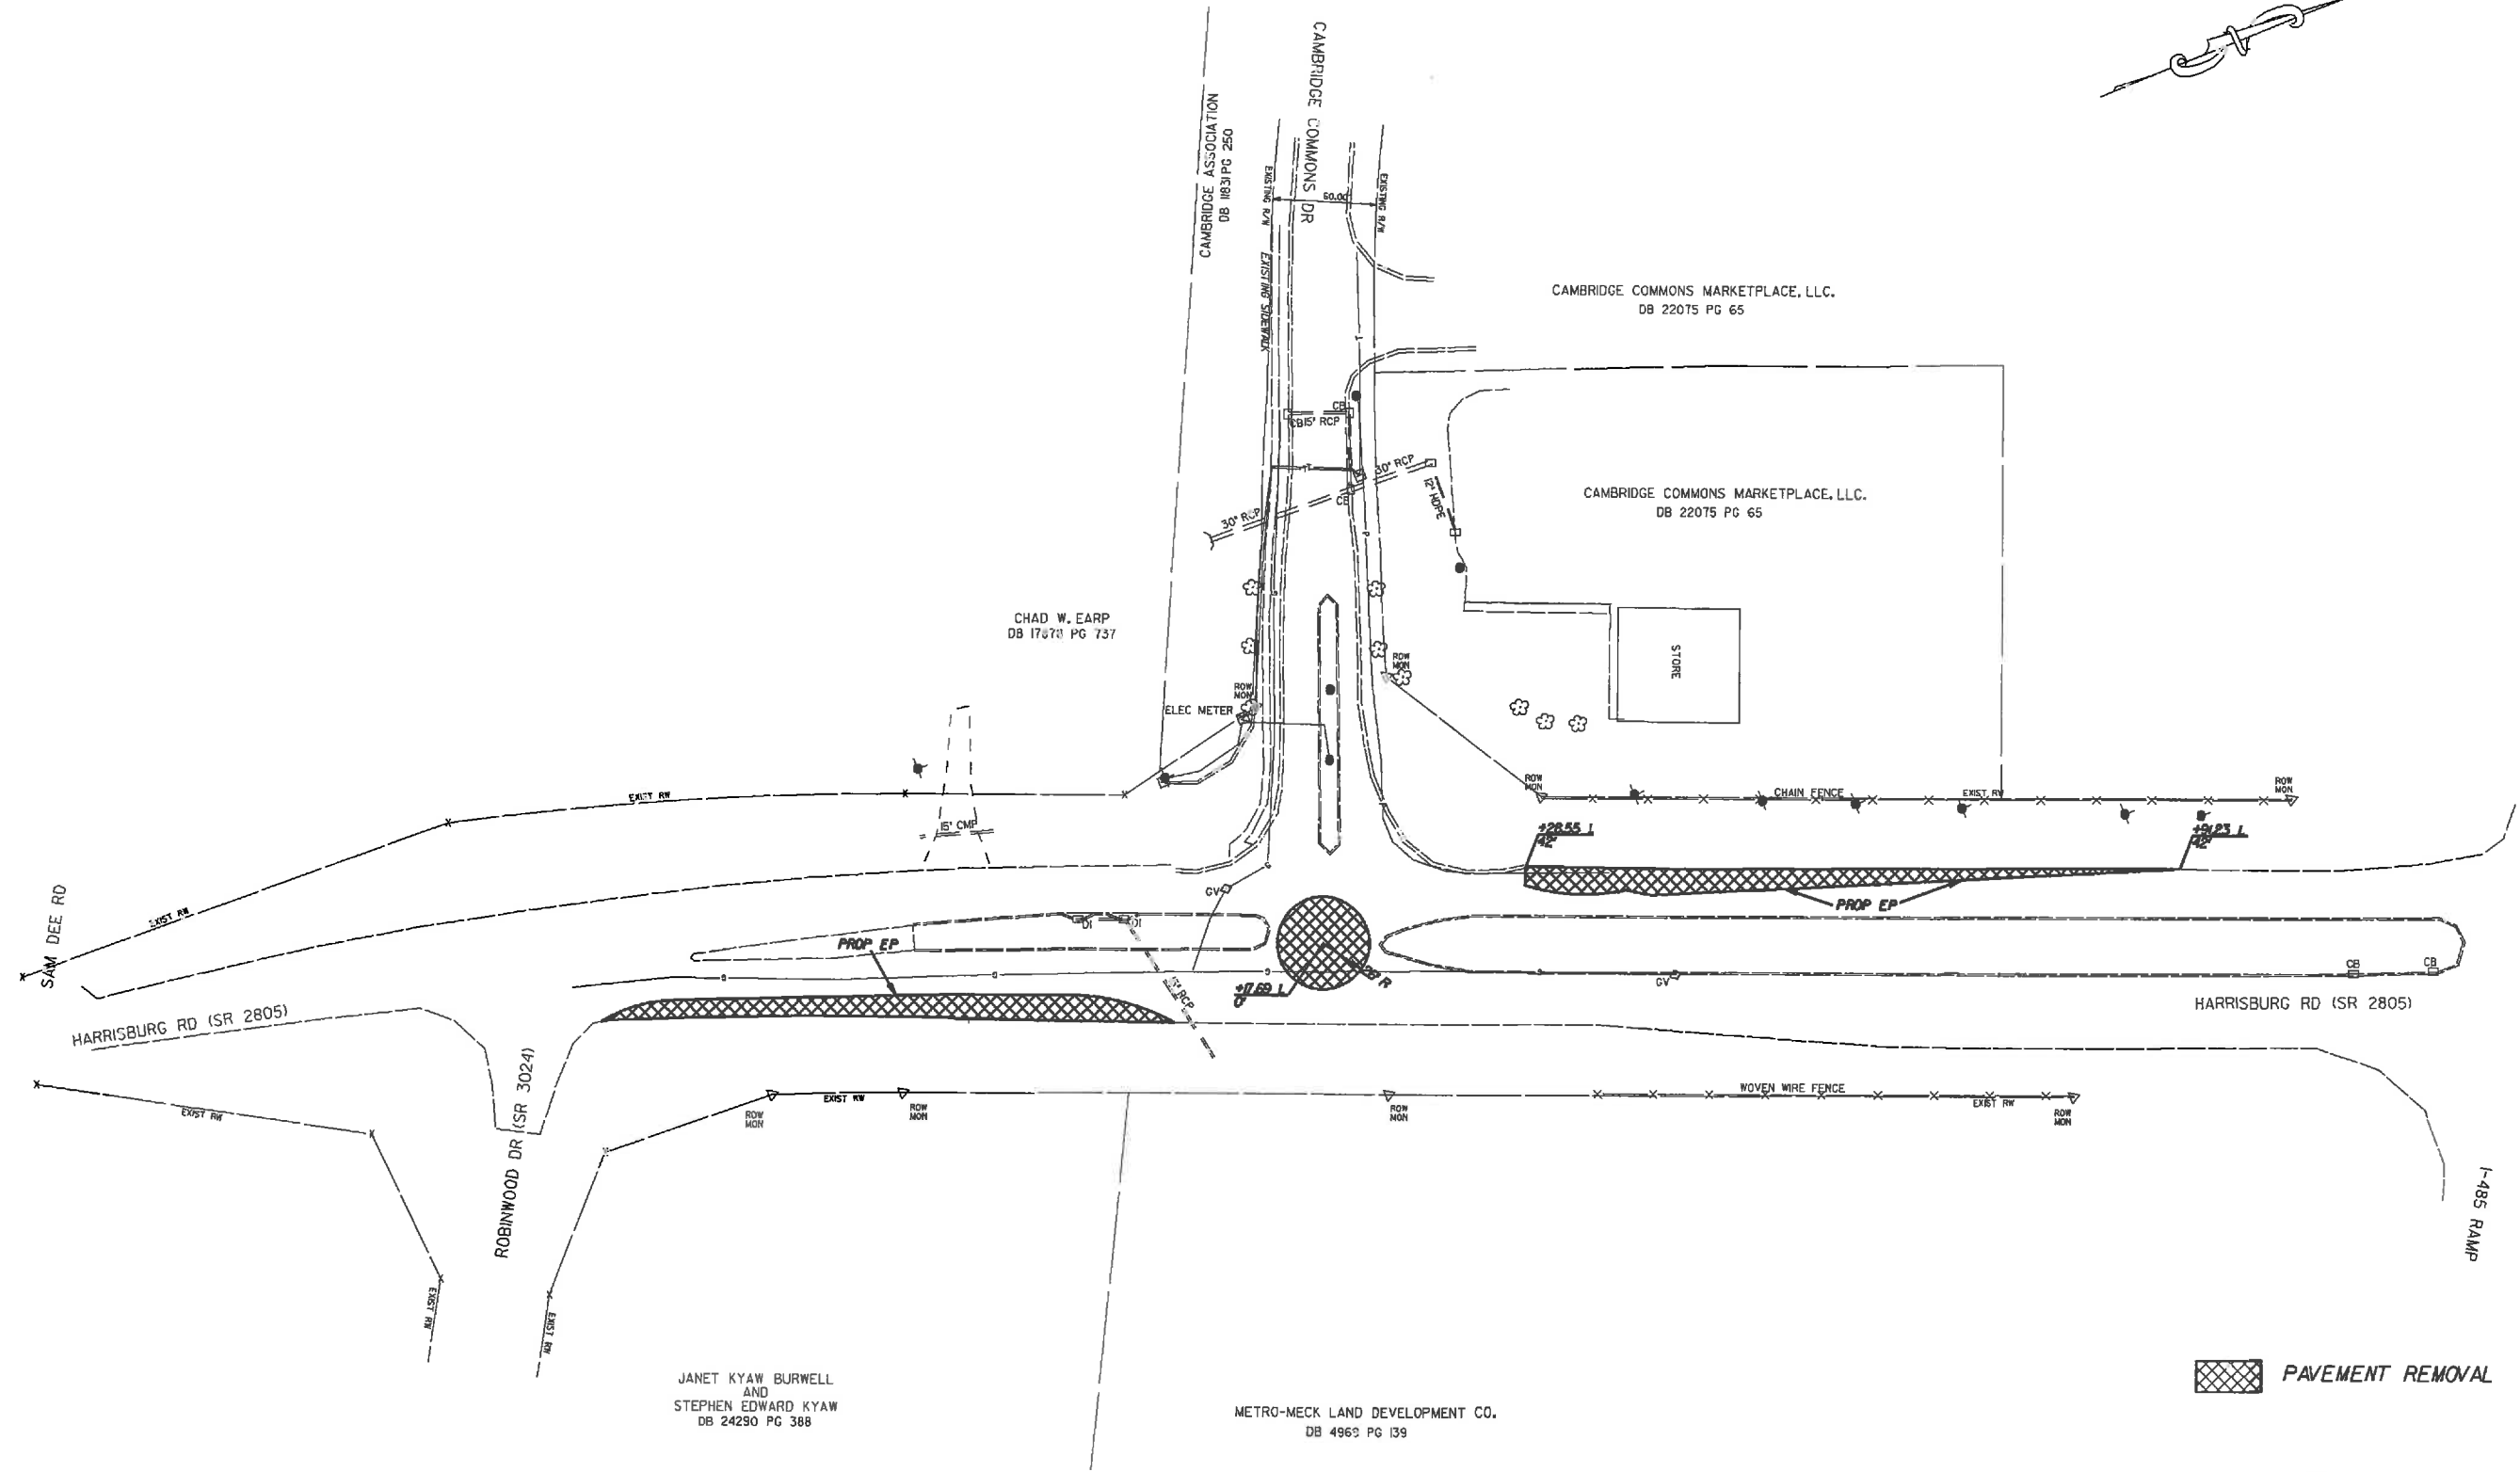 CAMBRIDGE COMMONS DR
CAMBRIDGE ASSOCIATION
DB 11831 PG 250
EXISTING R/W
60.00
EXISTING R/W
EXISTING SIDEWALK
CAMBRIDGE COMMONS MARKETPLACE, LLC.
DB 22075 PG 65
CB
CB 15" RCP
30" RCP
CB
30" RCP
12" HDPE
CAMBRIDGE COMMONS MARKETPLACE, LLC.
DB 22075 PG 65
CHAD W. EARP
DB PG 737
STORE
ROW
MON
ROW
MON
ELEC METER
EXIST RW
15" CMP
ROW
MON
CHAIN FENCE
EXIST RW
ROW
MON
+28.55 L
42'
+91.23 L
42'
SAM DEE RD
EXIST RW
GV
PROP EP
DI
DI
PROP EP
15" RCP
+17.69 L
0'
26' R
GV
CB
CB
HARRISBURG RD (SR 2805)
HARRISBURG RD (SR 2805)
ROBINWOOD DR (SR 3024)
EXIST RW
ROW
MON
EXIST RW
ROW
MON
ROW
MON
WOVEN WIRE FENCE
EXIST RW
ROW
MON
I-485 RAMP
EXIST RW
EXIST RW
JANET KYAW BURWELL
AND
STEPHEN EDWARD KYAW
DB 24290 PG 388
METRO-MECK LAND DEVELOPMENT CO.
DB 4969 PG 139
PAVEMENT REMOVAL